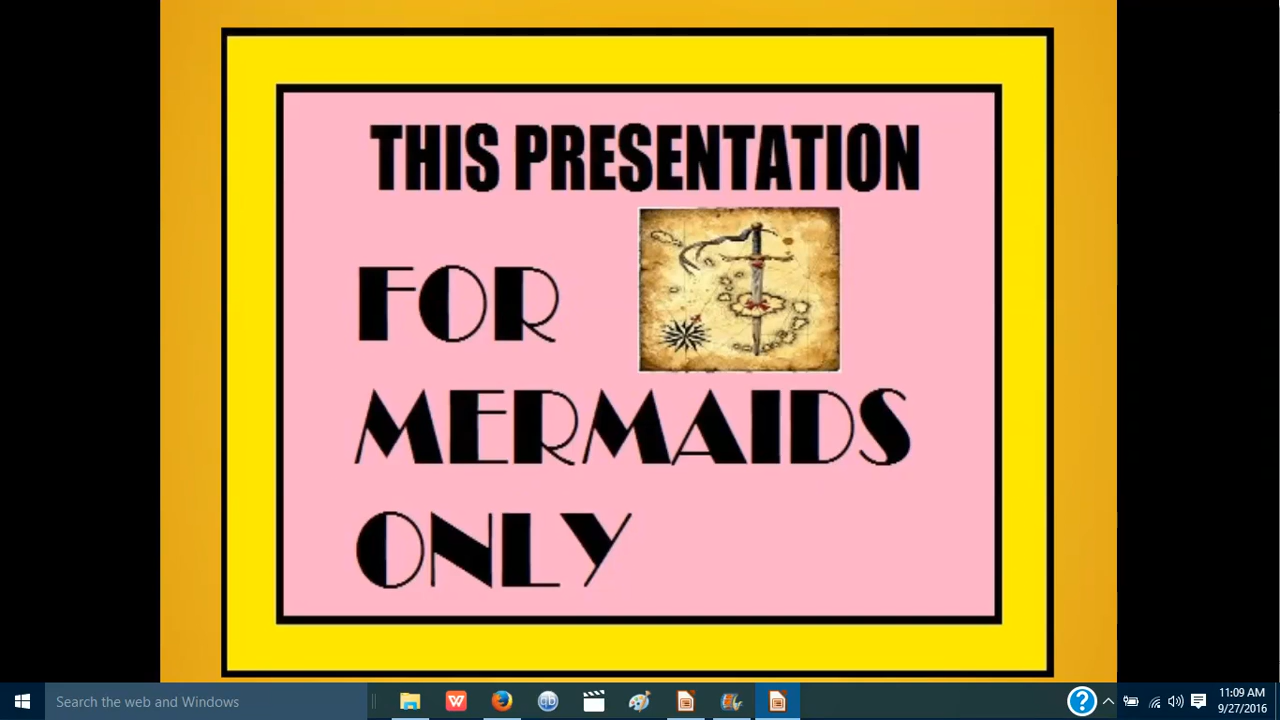 THIS PRESENTATION
FOR
MERMAIDS
ONLY
Search the web and Windows
11:09 AM
9/27/2016